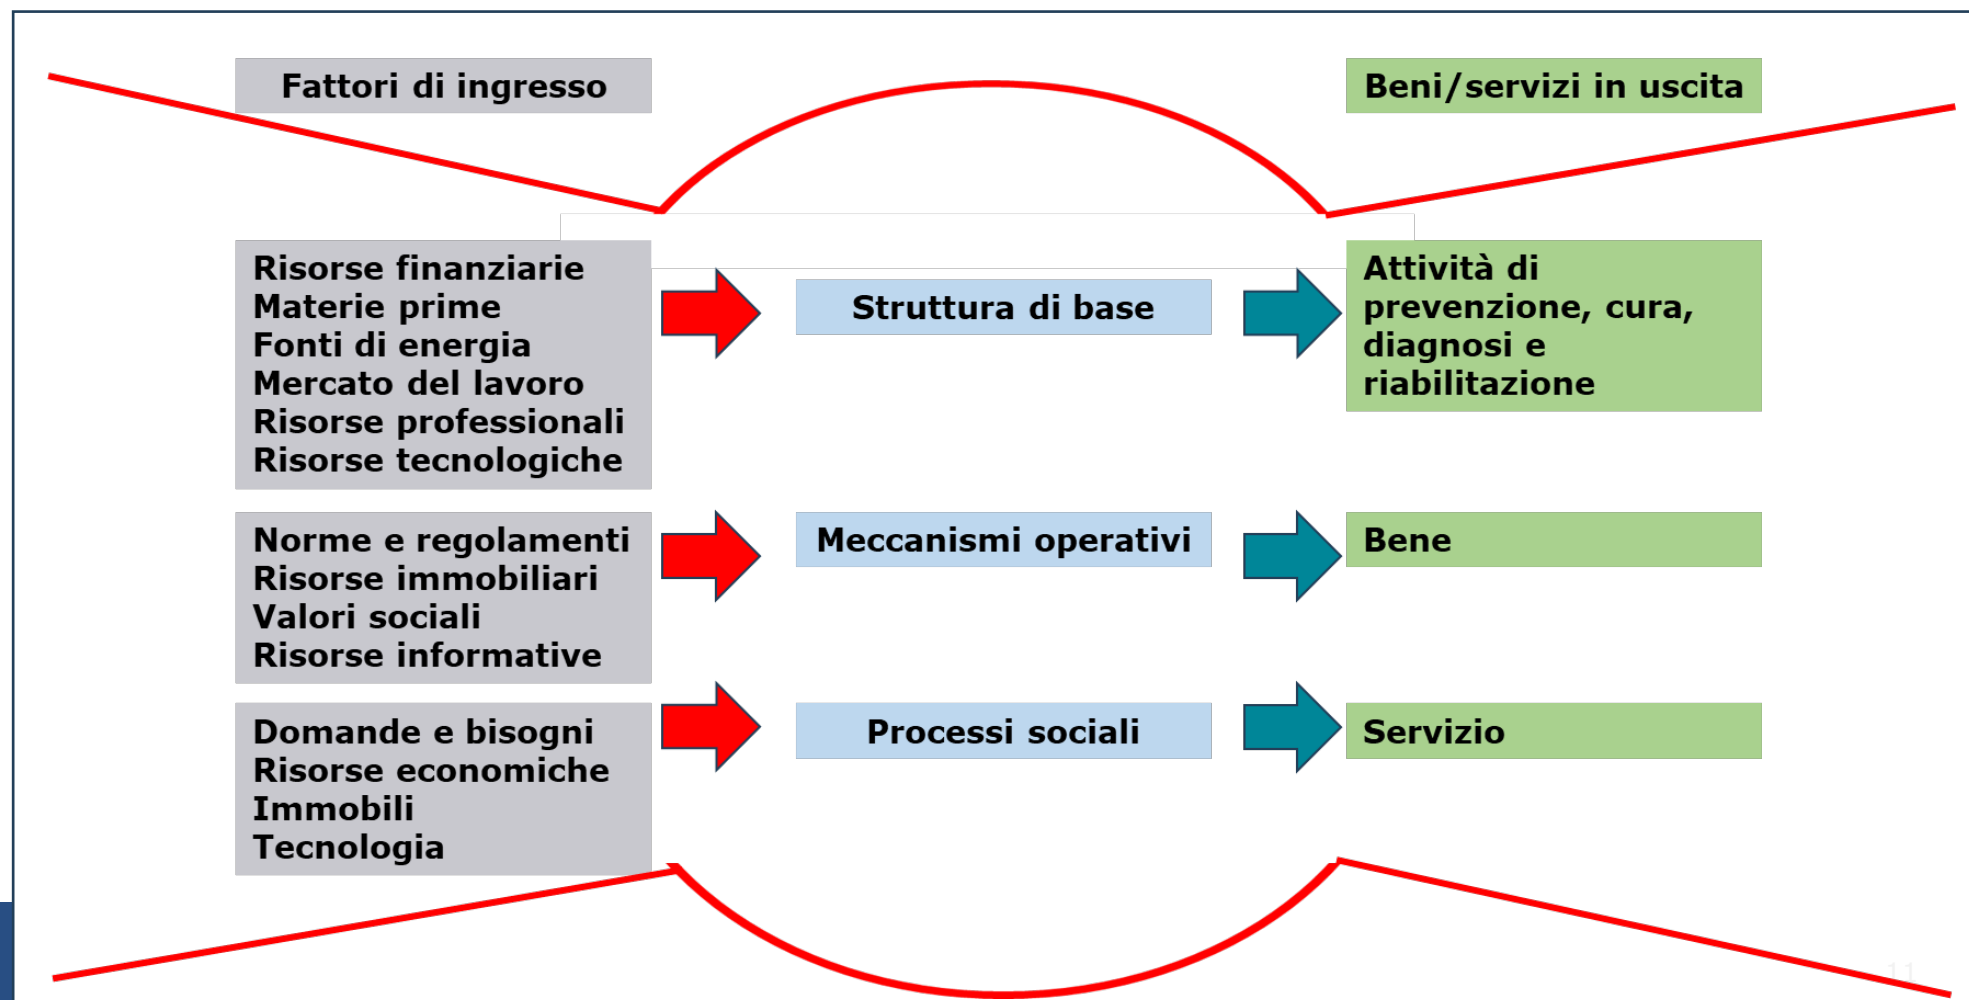 Fattori di ingresso
Beni/servizi in uscita
Risorse finanziarie
Materie prime
Fonti di energia
Mercato del lavoro
Risorse professionali
Risorse tecnologiche
Struttura di base
Attività di
prevenzione, cura,
diagnosi e
riabilitazione
Norme e regolamenti
Risorse immobiliari
Valori sociali
Risorse informative
Meccanismi operativi
Bene
Domande e bisogni
Risorse economiche
Immobili
Tecnologia
Processi sociali
Servizio
11